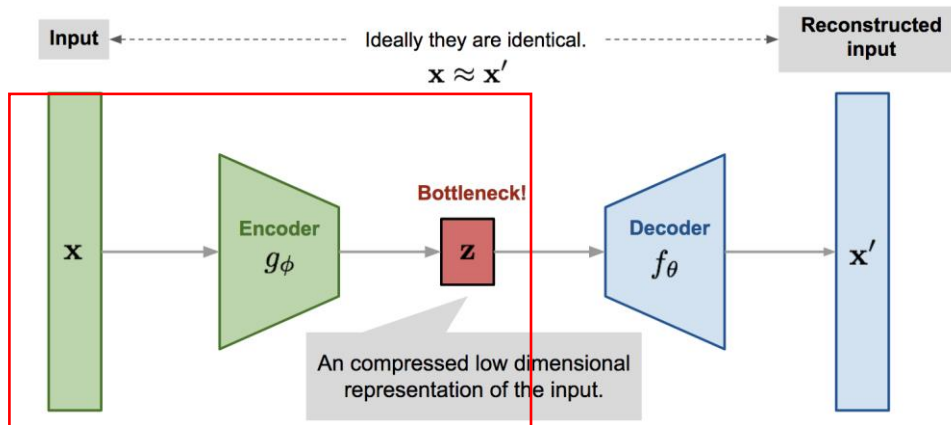 Input
Ideally they are identical.
Reconstructed
input
x ≈ x′
Bottleneck!
Encoder
Decoder
x
gϕ
z
fθ
x′
An compressed low dimensional
representation of the input.